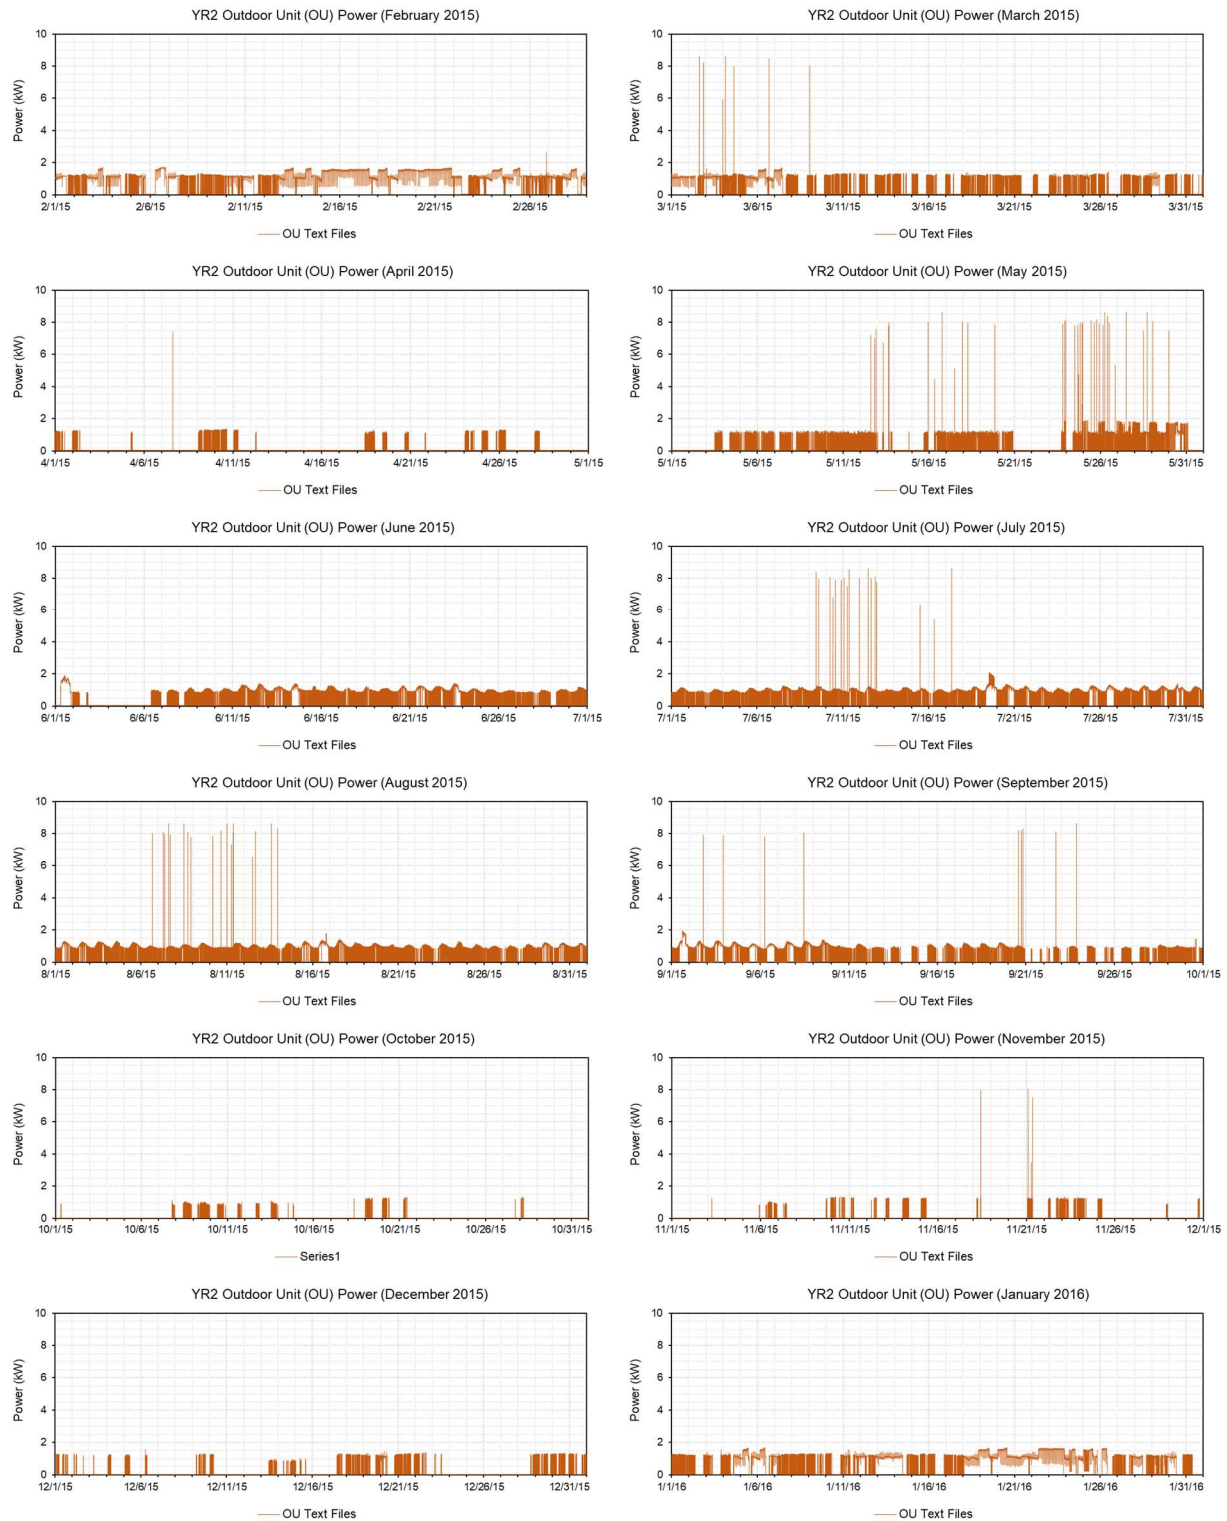 YR2 Outdoor Unit (OU) Power (February 2015)
Power (kW)
10
8
6
4
2
0
2/1/15 2/6/15 2/11/15 2/16/15 2/21/15 2/26/15
OU Text Files
YR2 Outdoor Unit (OU) Power (March 2015)
Power (kW)
10
8
6
4
2
0
3/1/15 3/6/15 3/11/15 3/16/15 3/21/15 3/26/15 3/31/15
OU Text Files
YR2 Outdoor Unit (OU) Power (April 2015)
Power (kW)
10
8
6
4
2
0
4/1/15 4/6/15 4/11/15 4/16/15 4/21/15 4/26/15 5/1/15
OU Text Files
YR2 Outdoor Unit (OU) Power (May 2015)
Power (kW)
10
8
6
4
2
0
5/1/15 5/6/15 5/11/15 5/16/15 5/21/15 5/26/15 5/31/15
OU Text Files
YR2 Outdoor Unit (OU) Power (June 2015)
Power (kW)
10
8
6
4
2
0
6/1/15 6/6/15 6/11/15 6/16/15 6/21/15 6/26/15 7/1/15
OU Text Files
YR2 Outdoor Unit (OU) Power (July 2015)
Power (kW)
10
8
6
4
2
0
7/1/15 7/6/15 7/11/15 7/16/15 7/21/15 7/26/15 7/31/15
OU Text Files
YR2 Outdoor Unit (OU) Power (August 2015)
Power (kW)
10
8
6
4
2
0
8/1/15 8/6/15 8/11/15 8/16/15 8/21/15 8/26/15 8/31/15
OU Text Files
YR2 Outdoor Unit (OU) Power (September 2015)
Power (kW)
10
8
6
4
2
0
9/1/15 9/6/15 9/11/15 9/16/15 9/21/15 9/26/15 10/1/15
OU Text Files
YR2 Outdoor Unit (OU) Power (October 2015)
Power (kW)
10
8
6
4
2
0
10/1/15 10/6/15 10/11/15 10/16/15 10/21/15 10/26/15 10/31/15
Series1
YR2 Outdoor Unit (OU) Power (November 2015)
Power (kW)
10
8
6
4
2
0
11/1/15 11/6/15 11/11/15 11/16/15 11/21/15 11/26/15 12/1/15
OU Text Files
YR2 Outdoor Unit (OU) Power (December 2015)
Power (kW)
10
8
6
4
2
0
12/1/15 12/6/15 12/11/15 12/16/15 12/21/15 12/26/15 12/31/15
OU Text Files
YR2 Outdoor Unit (OU) Power (January 2016)
Power (kW)
10
8
6
4
2
0
1/1/16 1/6/16 1/11/16 1/16/16 1/21/16 1/26/16 1/31/16
OU Text Files